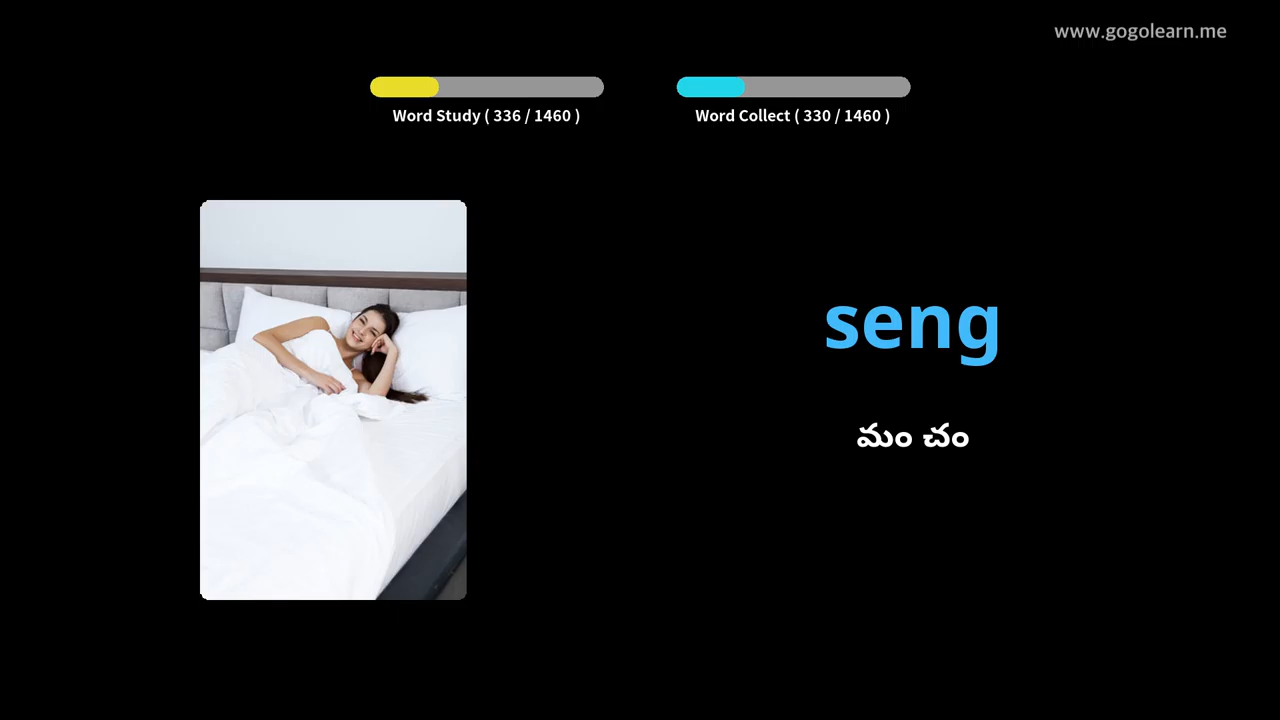 www.gogolearn.me
Word Study ( 336 / 1460 )
Word Collect ( 330 / 1460 )
seng
మం చం